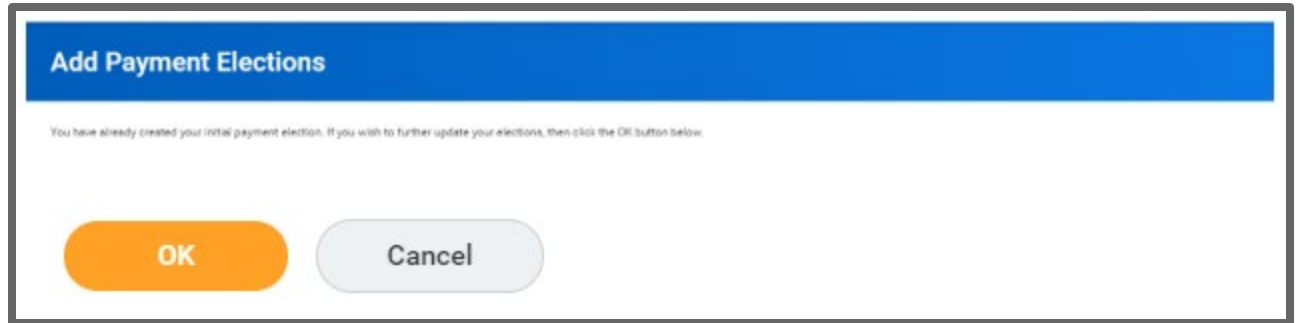 Add Payment Elections
You have already created your initial payment election. If you wish to further update your elections, then click the OK button below.
OK
Cancel